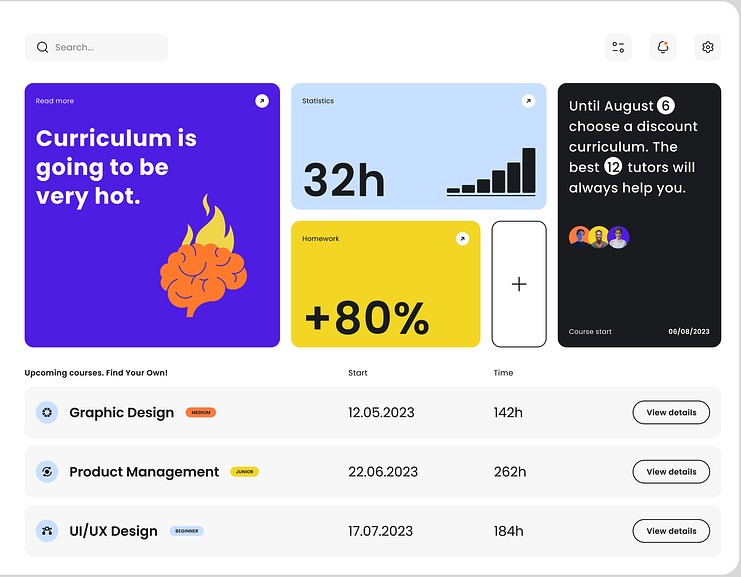 Search...
Read more
Curriculum is
going to be
very hot.
Statistics
32h
Homework
+80%
+
Until August 6
choose a discount
curriculum. The
best 12 tutors will
always help you.
Course start 06/08/2023
Upcoming courses. Find Your Own! Start Time
Graphic Design MEDIUM 12.05.2023 142h View details
Product Management JUNIOR 22.06.2023 262h View details
UI/UX Design BEGINNER 17.07.2023 184h View details